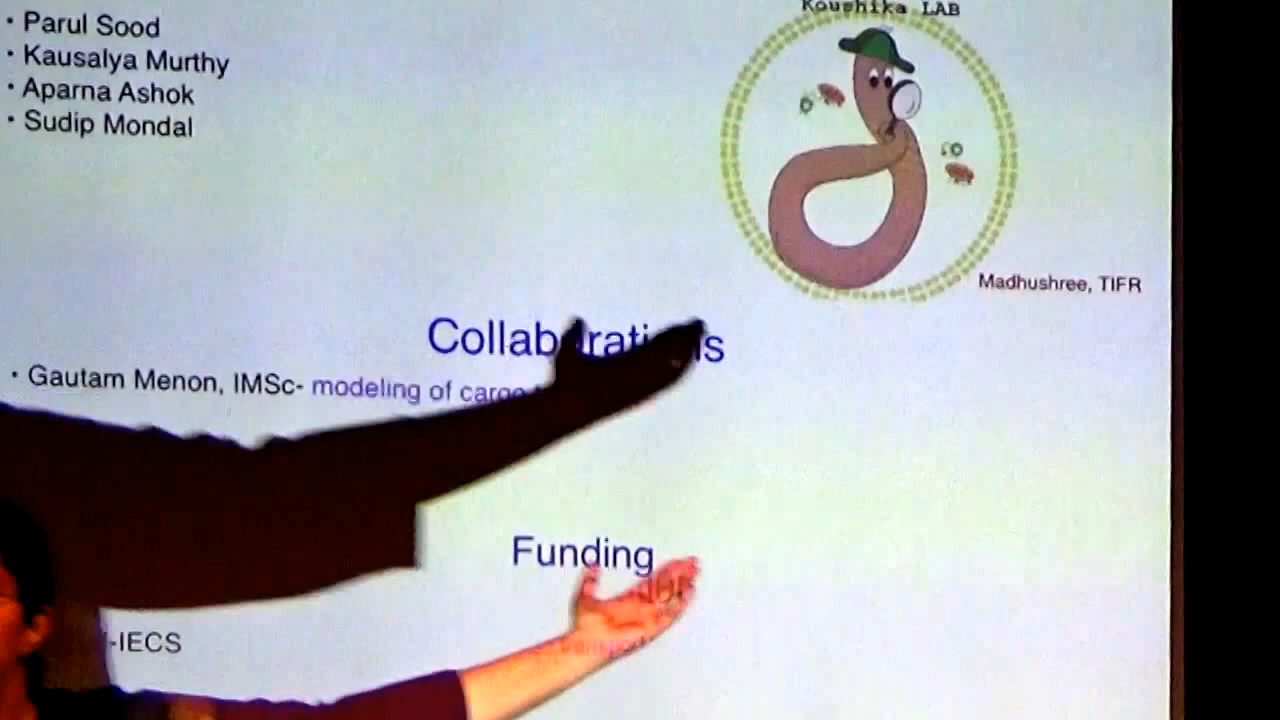 Koushika LAB
• Parul Sood
• Kausalya Murthy
• Aparna Ashok
• Sudip Mondal
Madhushree, TIFR
• Gautam Menon, IMSc- modeling of
Funding
-IECS